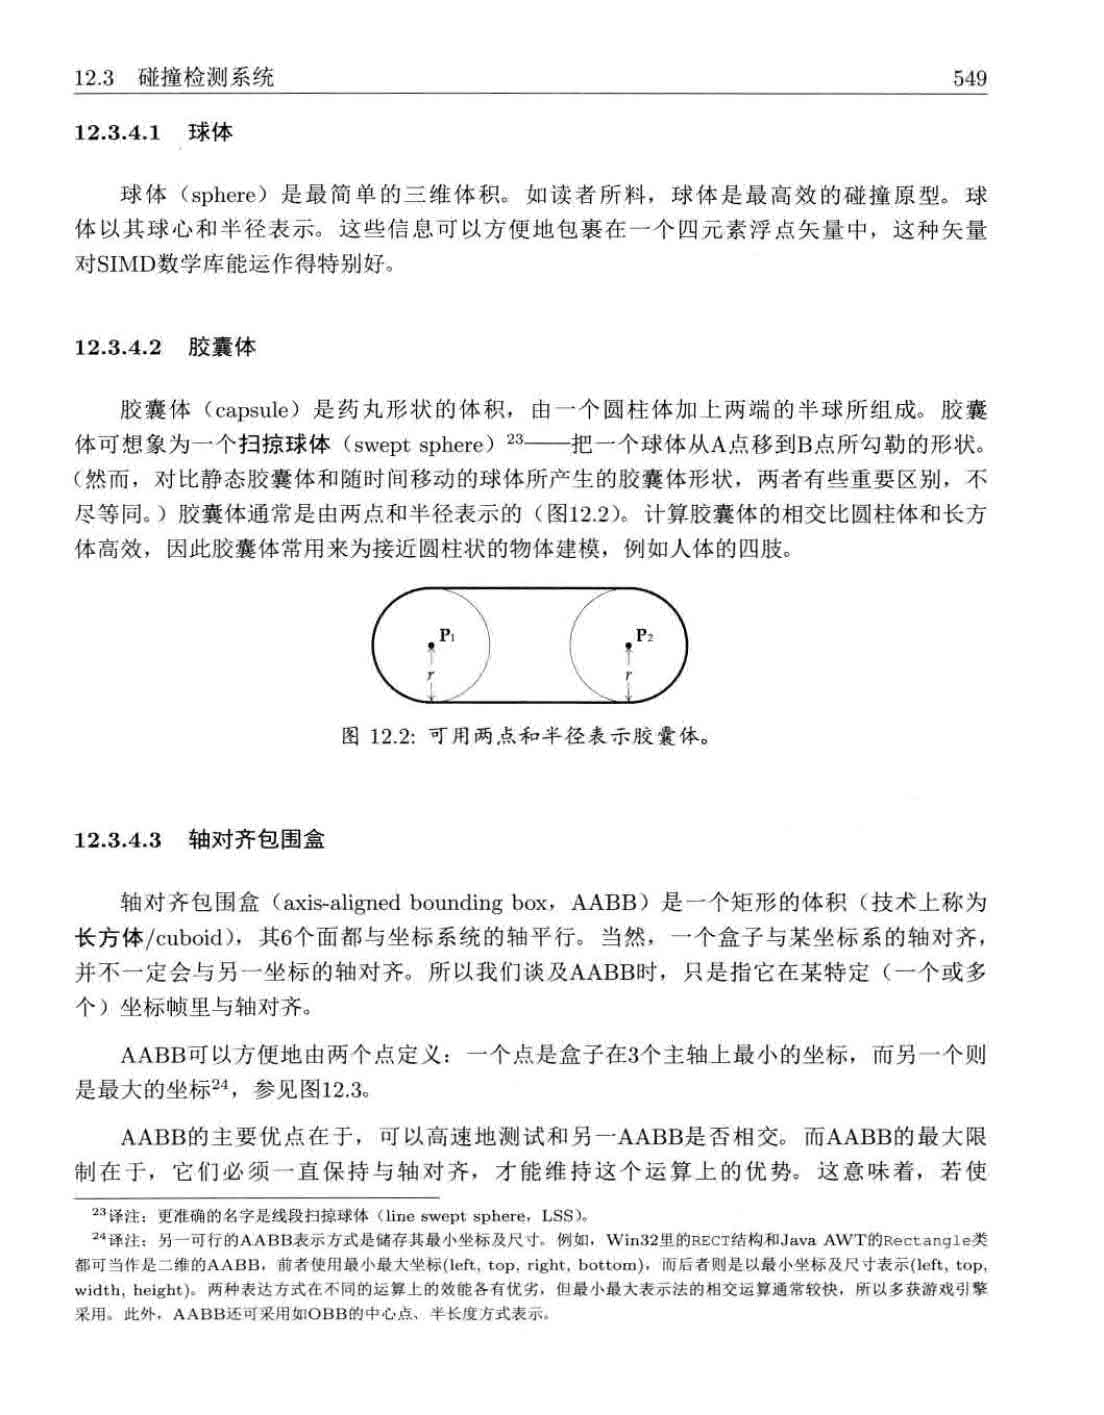 12.3 碰撞检测系统 549
12.3.4.1 球体
球体（sphere）是最简单的三维体积。如读者所料，球体是最高效的碰撞原型。球
体以其球心和半径表示。这些信息可以方便地包裹在一个四元素浮点矢量中，这种矢量
对SIMD数学库能运作得特别好。
12.3.4.2 胶囊体
胶囊体（capsule）是药丸形状的体积，由一个圆柱体加上两端的半球所组成。胶囊
体可想象为一个扫掠球体（swept sphere）23——把一个球体从A点移到B点所勾勒的形状。
（然而，对比静态胶囊体和随时间移动的球体所产生的胶囊体形状，两者有些重要区别，不
尽等同。）胶囊体通常是由两点和半径表示的（图12.2）。计算胶囊体的相交比圆柱体和长方
体高效，因此胶囊体常用来为接近圆柱状的物体建模，例如人体的四肢。
P1 P2
r r
图 12.2: 可用两点和半径表示胶囊体。
12.3.4.3 轴对齐包围盒
轴对齐包围盒（axis-aligned bounding box，AABB）是一个矩形的体积（技术上称为
长方体/cuboid），其6个面都与坐标系统的轴平行。当然，一个盒子与某坐标系的轴对齐，
并不一定会与另一坐标的轴对齐。所以我们谈及AABB时，只是指它在某特定（一个或多
个）坐标帧里与轴对齐。
AABB可以方便地由两个点定义：一个点是盒子在3个主轴上最小的坐标，而另一个则
是最大的坐标24，参见图12.3。
AABB的主要优点在于，可以高速地测试和另一AABB是否相交。而AABB的最大限
制在于，它们必须一直保持与轴对齐，才能维持这个运算上的优势。这意味着，若使
23译注：更准确的名字是线段扫掠球体（line swept sphere，LSS）。
24译注：另一可行的AABB表示方式是储存其最小坐标及尺寸。例如，Win32里的RECT结构和Java AWT的Rectangle类
都可当作是二维的AABB，前者使用最小最大坐标(left, top, right, bottom)，而后者则是以最小坐标及尺寸表示(left, top,
width, height)。两种表达方式在不同的运算上的效能各有优劣，但最小最大表示法的相交运算通常较快，所以多获游戏引擎
采用。此外，AABB还可采用如OBB的中心点、半长度方式表示。